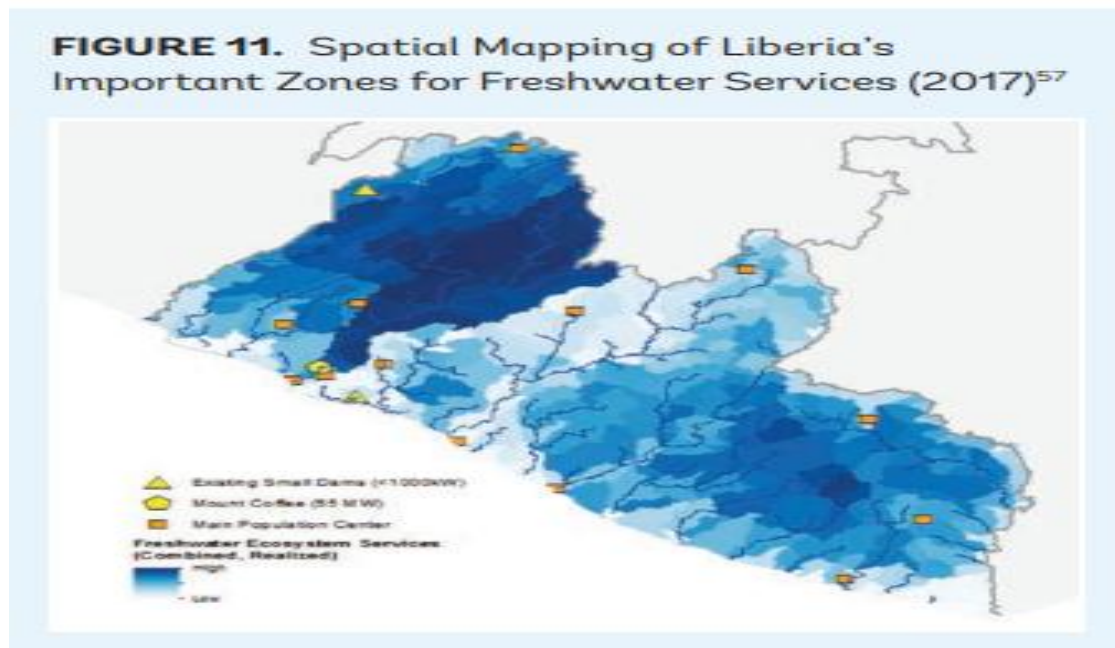 FIGURE 11. Spatial Mapping of Liberia's
Important Zones for Freshwater Services (2017)57
Existing Small Dams (<1000kW)
Mount Coffee (55 MW)
Main Population Center
Freshwater Ecosystem Services
(Combined, Realized)
High
Low